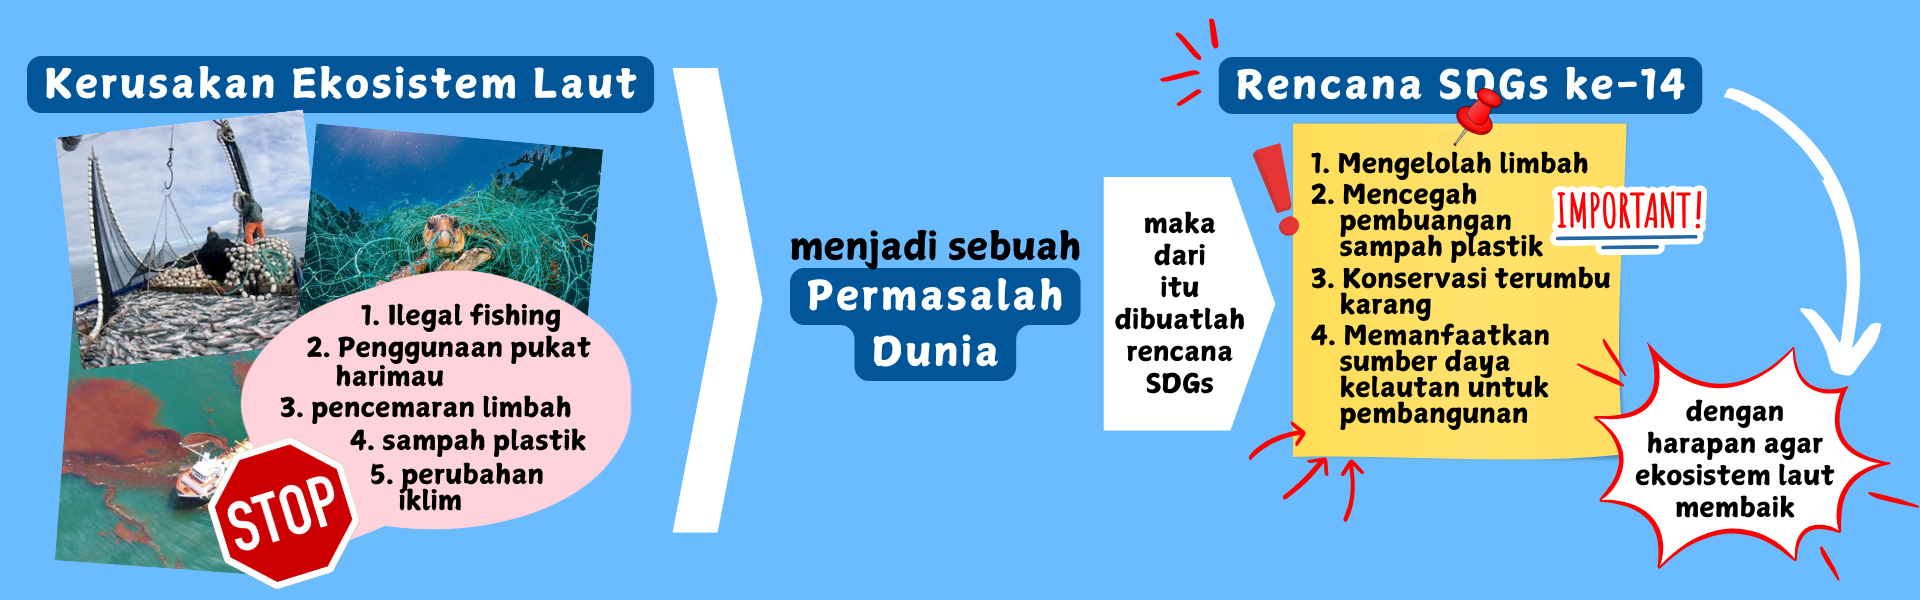 Kerusakan Ekosistem Laut
1. Ilegal fishing
2. Penggunaan pukat
harimau
3. pencemaran limbah
4. sampah plastik
5. perubahan
iklim
STOP
menjadi sebuah
Permasalah
Dunia
maka
dari
itu
dibuatlah
rencana
SDGs
Rencana SDGs ke-14
1. Mengelolah limbah
2. Mencegah
pembuangan
sampah plastik
3. Konservasi terumbu
karang
4. Memanfaatkan
sumber daya
kelautan untuk
pembangunan
IMPORTANT!
dengan
harapan agar
ekosistem laut
membaik